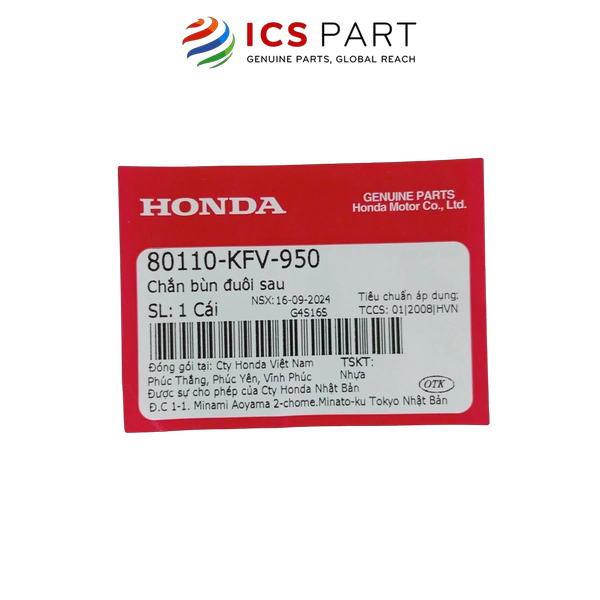 ICS PART
GENUINE PARTS, GLOBAL REACH
HONDA
GENUINE PARTS
Honda Motor Co., Ltd.
80110-KFV-950
Chắn bùn đuôi sau
NSX: 16-09-2024
Tiêu chuẩn áp dụng:
SL: 1 Cái
G4S16S
TCCS: 01|2008|HVN
Đóng gói tại: Cty Honda Việt Nam
TSKT:
Phúc Thắng, Phúc Yên, Vĩnh Phúc
Nhựa
Được sự cho phép của Cty Honda Nhật Bản
OTK
Đ.C 1-1. Minami Aoyama 2-chome.Minato-ku Tokyo Nhật Bản